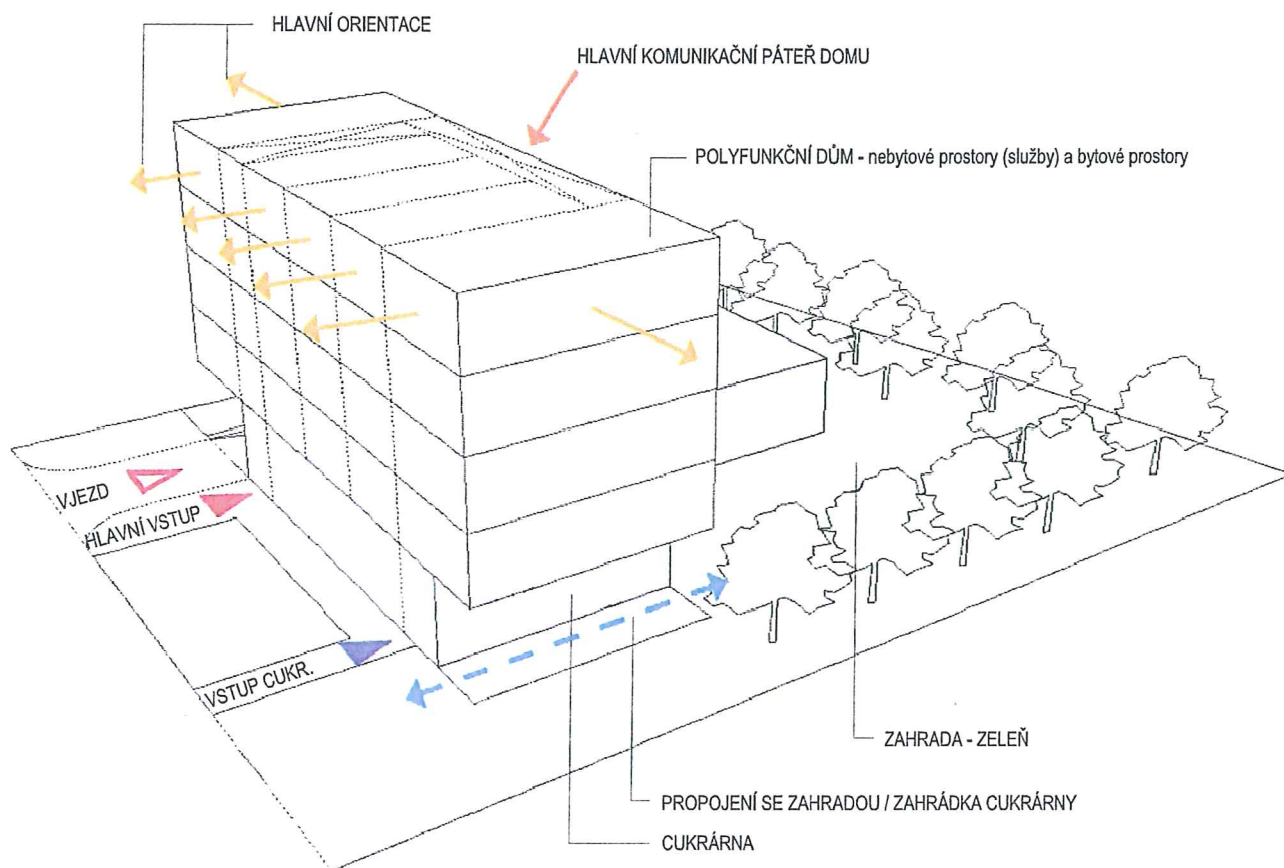 HLAVNÍ ORIENTACE
HLAVNÍ KOMUNIKAČNÍ PÁTEŘ DOMU
POLYFUNKČNÍ DŮM - nebytové prostory (služby) a bytové prostory
VJEZD
HLAVNÍ VSTUP
VSTUP CUKR.
ZAHRADA - ZELEŇ
PROPOJENÍ SE ZAHRADOU / ZAHRÁDKA CUKRÁRNY
CUKRÁRNA